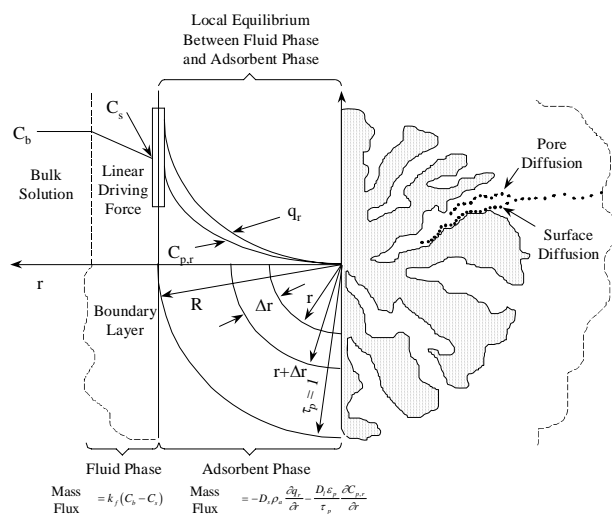 Local Equilibrium
Between Fluid Phase
and Adsorbent Phase
C_s
C_b
Bulk
Solution
Linear
Driving
Force
q_r
C_{p,r}
Pore
Diffusion
Surface
Diffusion
r
Boundary
Layer
R
Δr
r
r+Δr
τ_p = 1
Fluid Phase
Adsorbent Phase
Mass
Flux
= k_f (C_b − C_s)
Mass
Flux
= −D_s ρ_a ∂q_r/∂r − D_l ε_p/τ_p ∂C_{p,r}/∂r